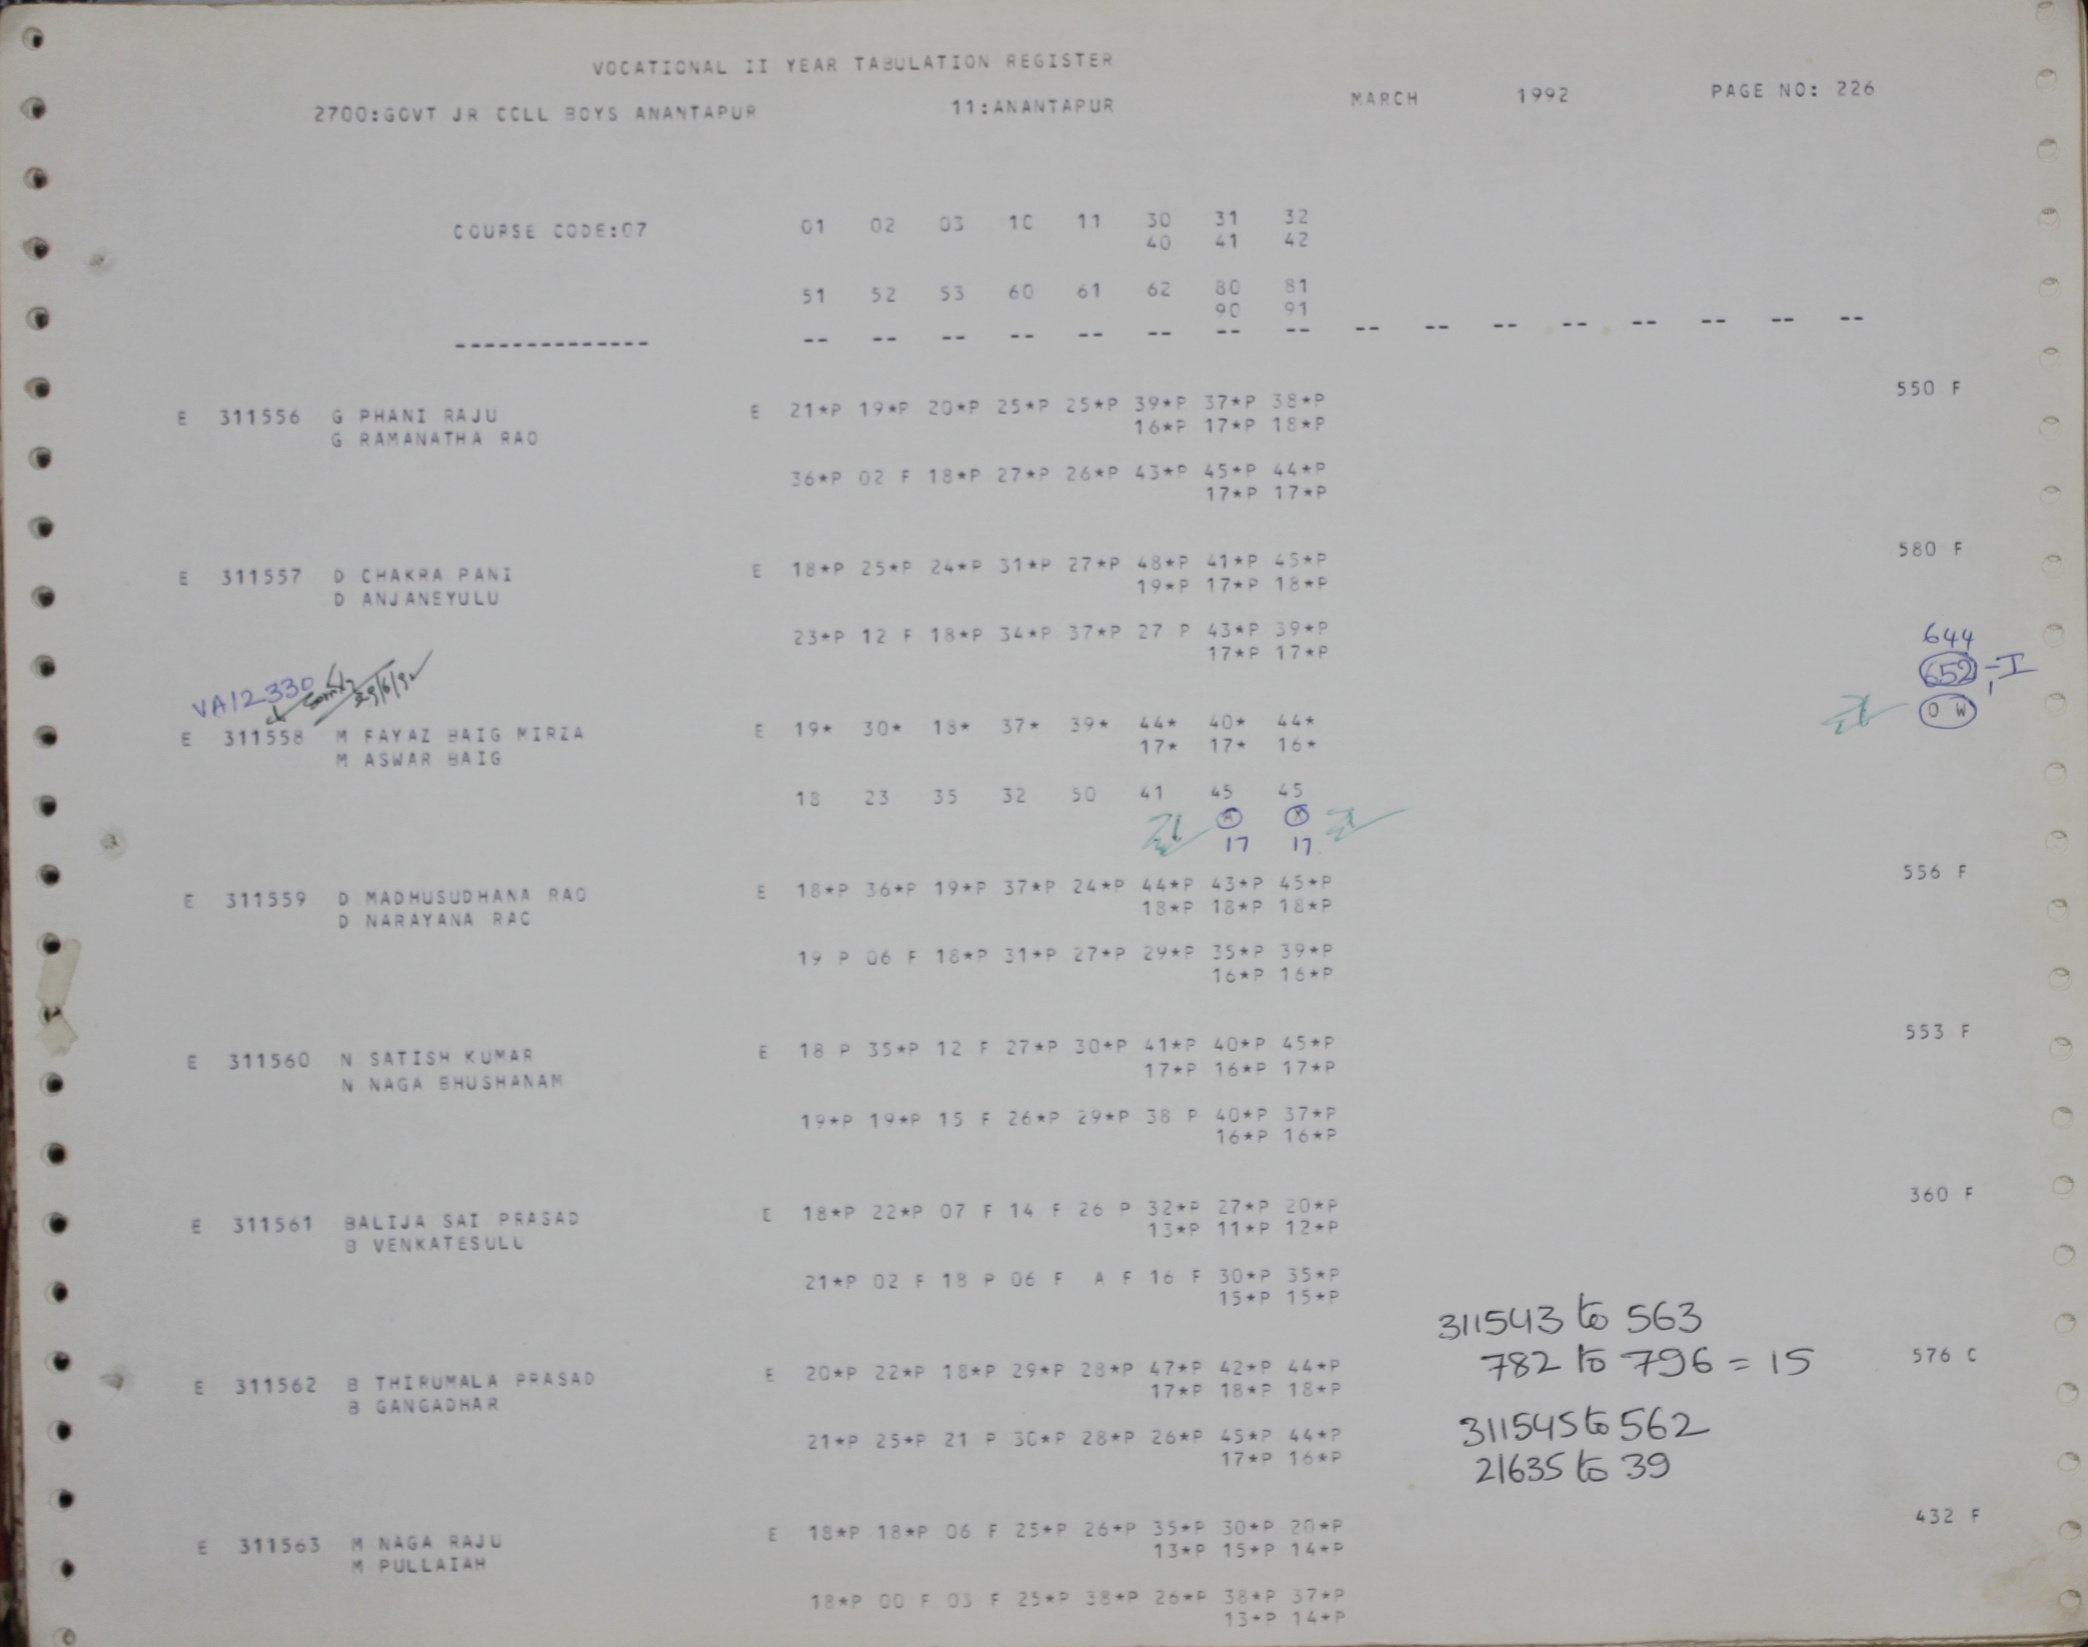 VOCATIONAL II YEAR TABULATION REGISTER
2700:GOVT JR CCLL BOYS ANANTAPUR 11:ANANTAPUR MARCH 1992 PAGE NO: 226
COURSE CODE:07 01 02 03 10 11 30 31 32
40 41 42
51 52 53 60 61 62 80 81
90 91
-------------- -- -- -- -- -- -- -- -- -- -- -- -- -- -- -- --
E 311556 G PHANI RAJU E 21*P 19*P 20*P 25*P 25*P 39*P 37*P 38*P 550 F
G RAMANATHA RAO 16*P 17*P 18*P
36*P 02 F 18*P 27*P 26*P 43*P 45*P 44*P
17*P 17*P
E 311557 D CHAKRA PANI E 18*P 25*P 24*P 31*P 27*P 48*P 41*P 45*P 580 F
D ANJANEYULU 19*P 17*P 18*P
23*P 12 F 18*P 34*P 37*P 27 P 43*P 39*P
17*P 17*P
644
652 - I
VA12330 29/6/92
E 311558 M FAYAZ BAIG MIRZA E 19* 30* 18* 37* 39* 44* 40* 44* 0 W
M ASWAR BAIG 17* 17* 16*
18 23 35 32 50 41 45 45
17 17
E 311559 D MADHUSUDHANA RAO E 18*P 36*P 19*P 37*P 24*P 44*P 43*P 45*P 556 F
D NARAYANA RAC 18*P 18*P 18*P
19 P 06 F 18*P 31*P 27*P 29*P 35*P 39*P
16*P 16*P
E 311560 N SATISH KUMAR E 18 P 35*P 12 F 27*P 30*P 41*P 40*P 45*P 553 F
N NAGA BHUSHANAM 17*P 16*P 17*P
19*P 19*P 15 F 26*P 29*P 38 P 40*P 37*P
16*P 16*P
E 311561 BALIJA SAI PRASAD E 18*P 22*P 07 F 14 F 26 P 32*P 27*P 20*P 360 F
B VENKATESULU 13*P 11*P 12*P
21*P 02 F 18 P 06 F A F 16 F 30*P 35*P
15*P 15*P
311543 to 563
782 to 796 = 15
E 311562 B THIRUMALA PRASAD E 20*P 22*P 18*P 29*P 28*P 47*P 42*P 44*P 576 C
B GANGADHAR 17*P 18*P 18*P
21*P 25*P 21 P 30*P 28*P 26*P 45*P 44*P
17*P 16*P
311545 to 562
21635 to 39
E 311563 M NAGA RAJU E 18*P 18*P 06 F 25*P 26*P 35*P 30*P 20*P 432 F
M PULLAIAH 13*P 15*P 14*P
18*P 00 F 03 F 25*P 38*P 26*P 38*P 37*P
13*P 14*P